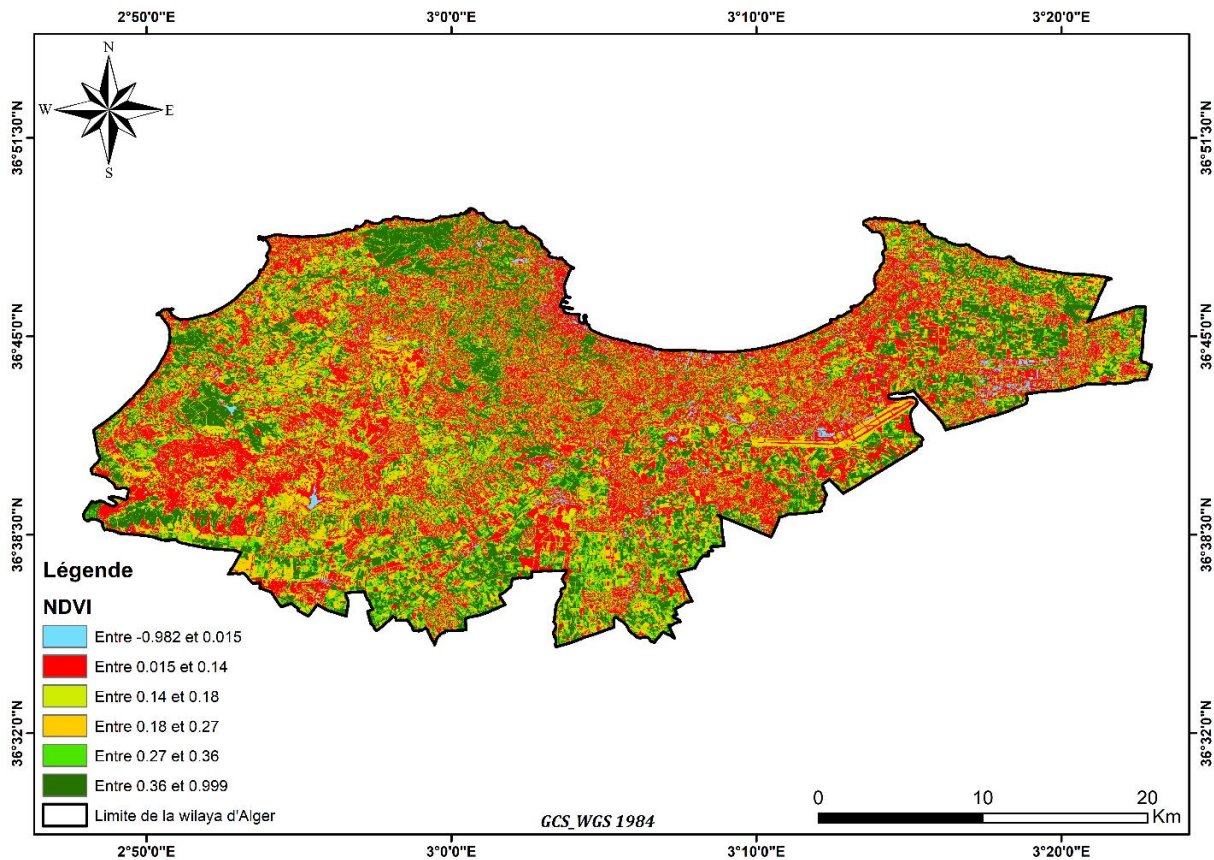 2°50'0"E 3°0'0"E 3°10'0"E 3°20'0"E
N
W E
S
36°51'30"N 36°51'30"N
36°45'0"N 36°45'0"N
36°38'30"N 36°38'30"N
36°32'0"N 36°32'0"N
Légende
NDVI
Entre -0.982 et 0.015
Entre 0.015 et 0.14
Entre 0.14 et 0.18
Entre 0.18 et 0.27
Entre 0.27 et 0.36
Entre 0.36 et 0.999
Limite de la wilaya d'Alger
GCS_WGS 1984
0 10 20
Km
2°50'0"E 3°0'0"E 3°10'0"E 3°20'0"E